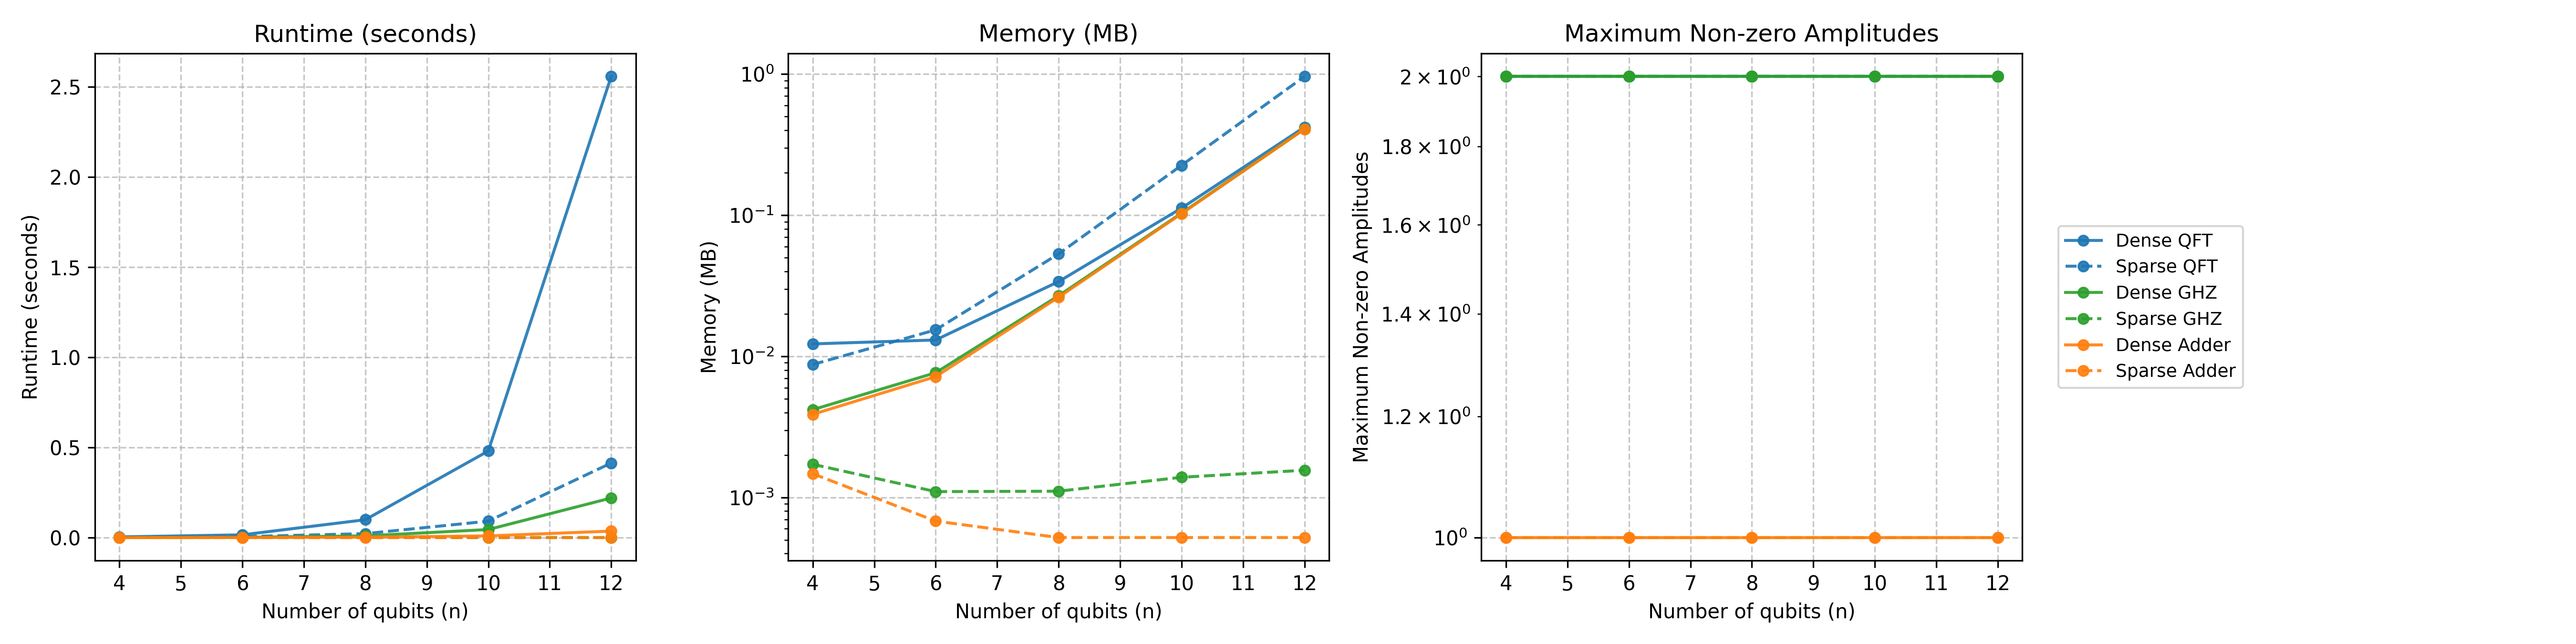 Runtime (seconds)
Runtime (seconds)
2.5
2.0
1.5
1.0
0.5
0.0
4 5 6 7 8 9 10 11 12
Number of qubits (n)
Memory (MB)
Memory (MB)
10⁰
10⁻¹
10⁻²
10⁻³
4 5 6 7 8 9 10 11 12
Number of qubits (n)
Maximum Non-zero Amplitudes
Maximum Non-zero Amplitudes
2 × 10⁰
1.8 × 10⁰
1.6 × 10⁰
1.4 × 10⁰
1.2 × 10⁰
10⁰
4 5 6 7 8 9 10 11 12
Number of qubits (n)
Dense QFT
Sparse QFT
Dense GHZ
Sparse GHZ
Dense Adder
Sparse Adder